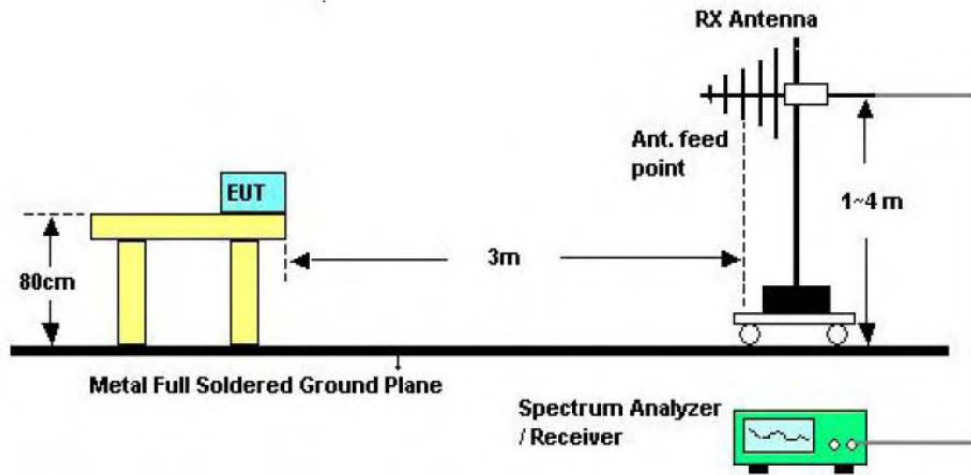 RX Antenna
Ant. feed
point
EUT
1~4 m
3m
80cm
Metal Full Soldered Ground Plane
Spectrum Analyzer
/ Receiver